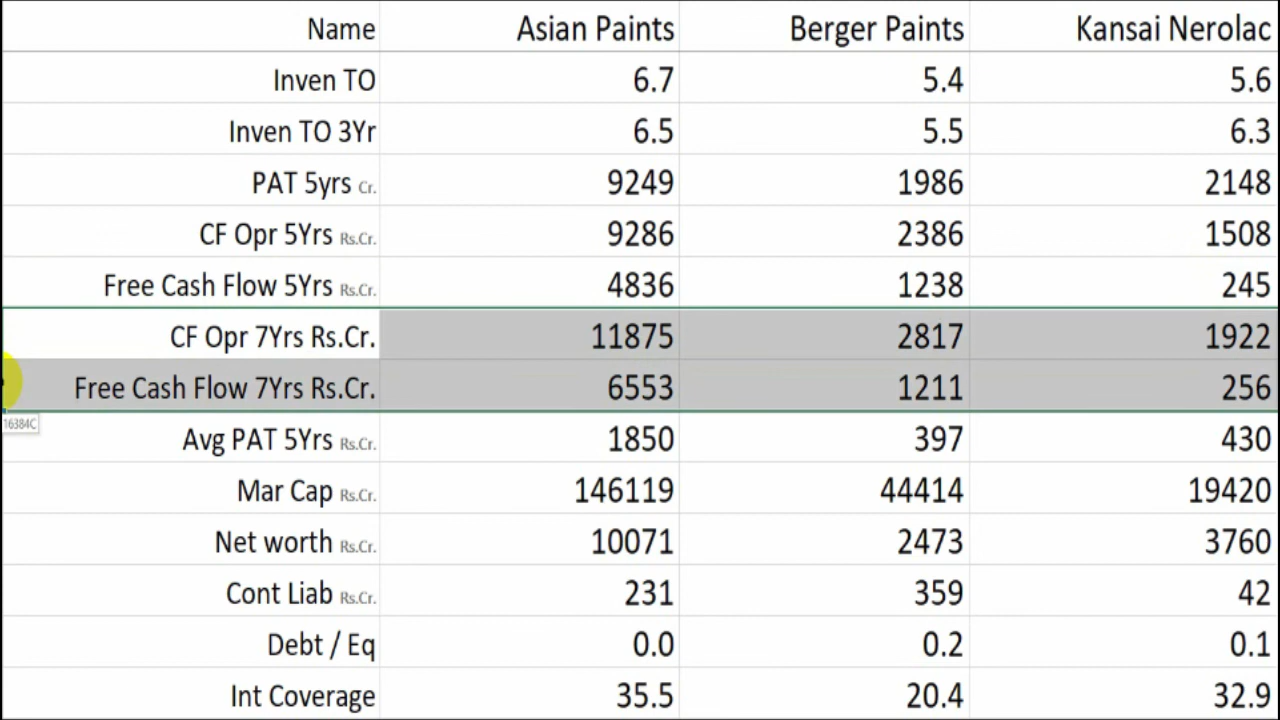 Name Asian Paints Berger Paints Kansai Nerolac
Inven TO 6.7 5.4 5.6
Inven TO 3Yr 6.5 5.5 6.3
PAT 5yrs Cr. 9249 1986 2148
CF Opr 5Yrs Rs.Cr. 9286 2386 1508
Free Cash Flow 5Yrs Rs.Cr. 4836 1238 245
CF Opr 7Yrs Rs.Cr. 11875 2817 1922
Free Cash Flow 7Yrs Rs.Cr. 6553 1211 256
16384C
Avg PAT 5Yrs Rs.Cr. 1850 397 430
Mar Cap Rs.Cr. 146119 44414 19420
Net worth Rs.Cr. 10071 2473 3760
Cont Liab Rs.Cr. 231 359 42
Debt / Eq 0.0 0.2 0.1
Int Coverage 35.5 20.4 32.9